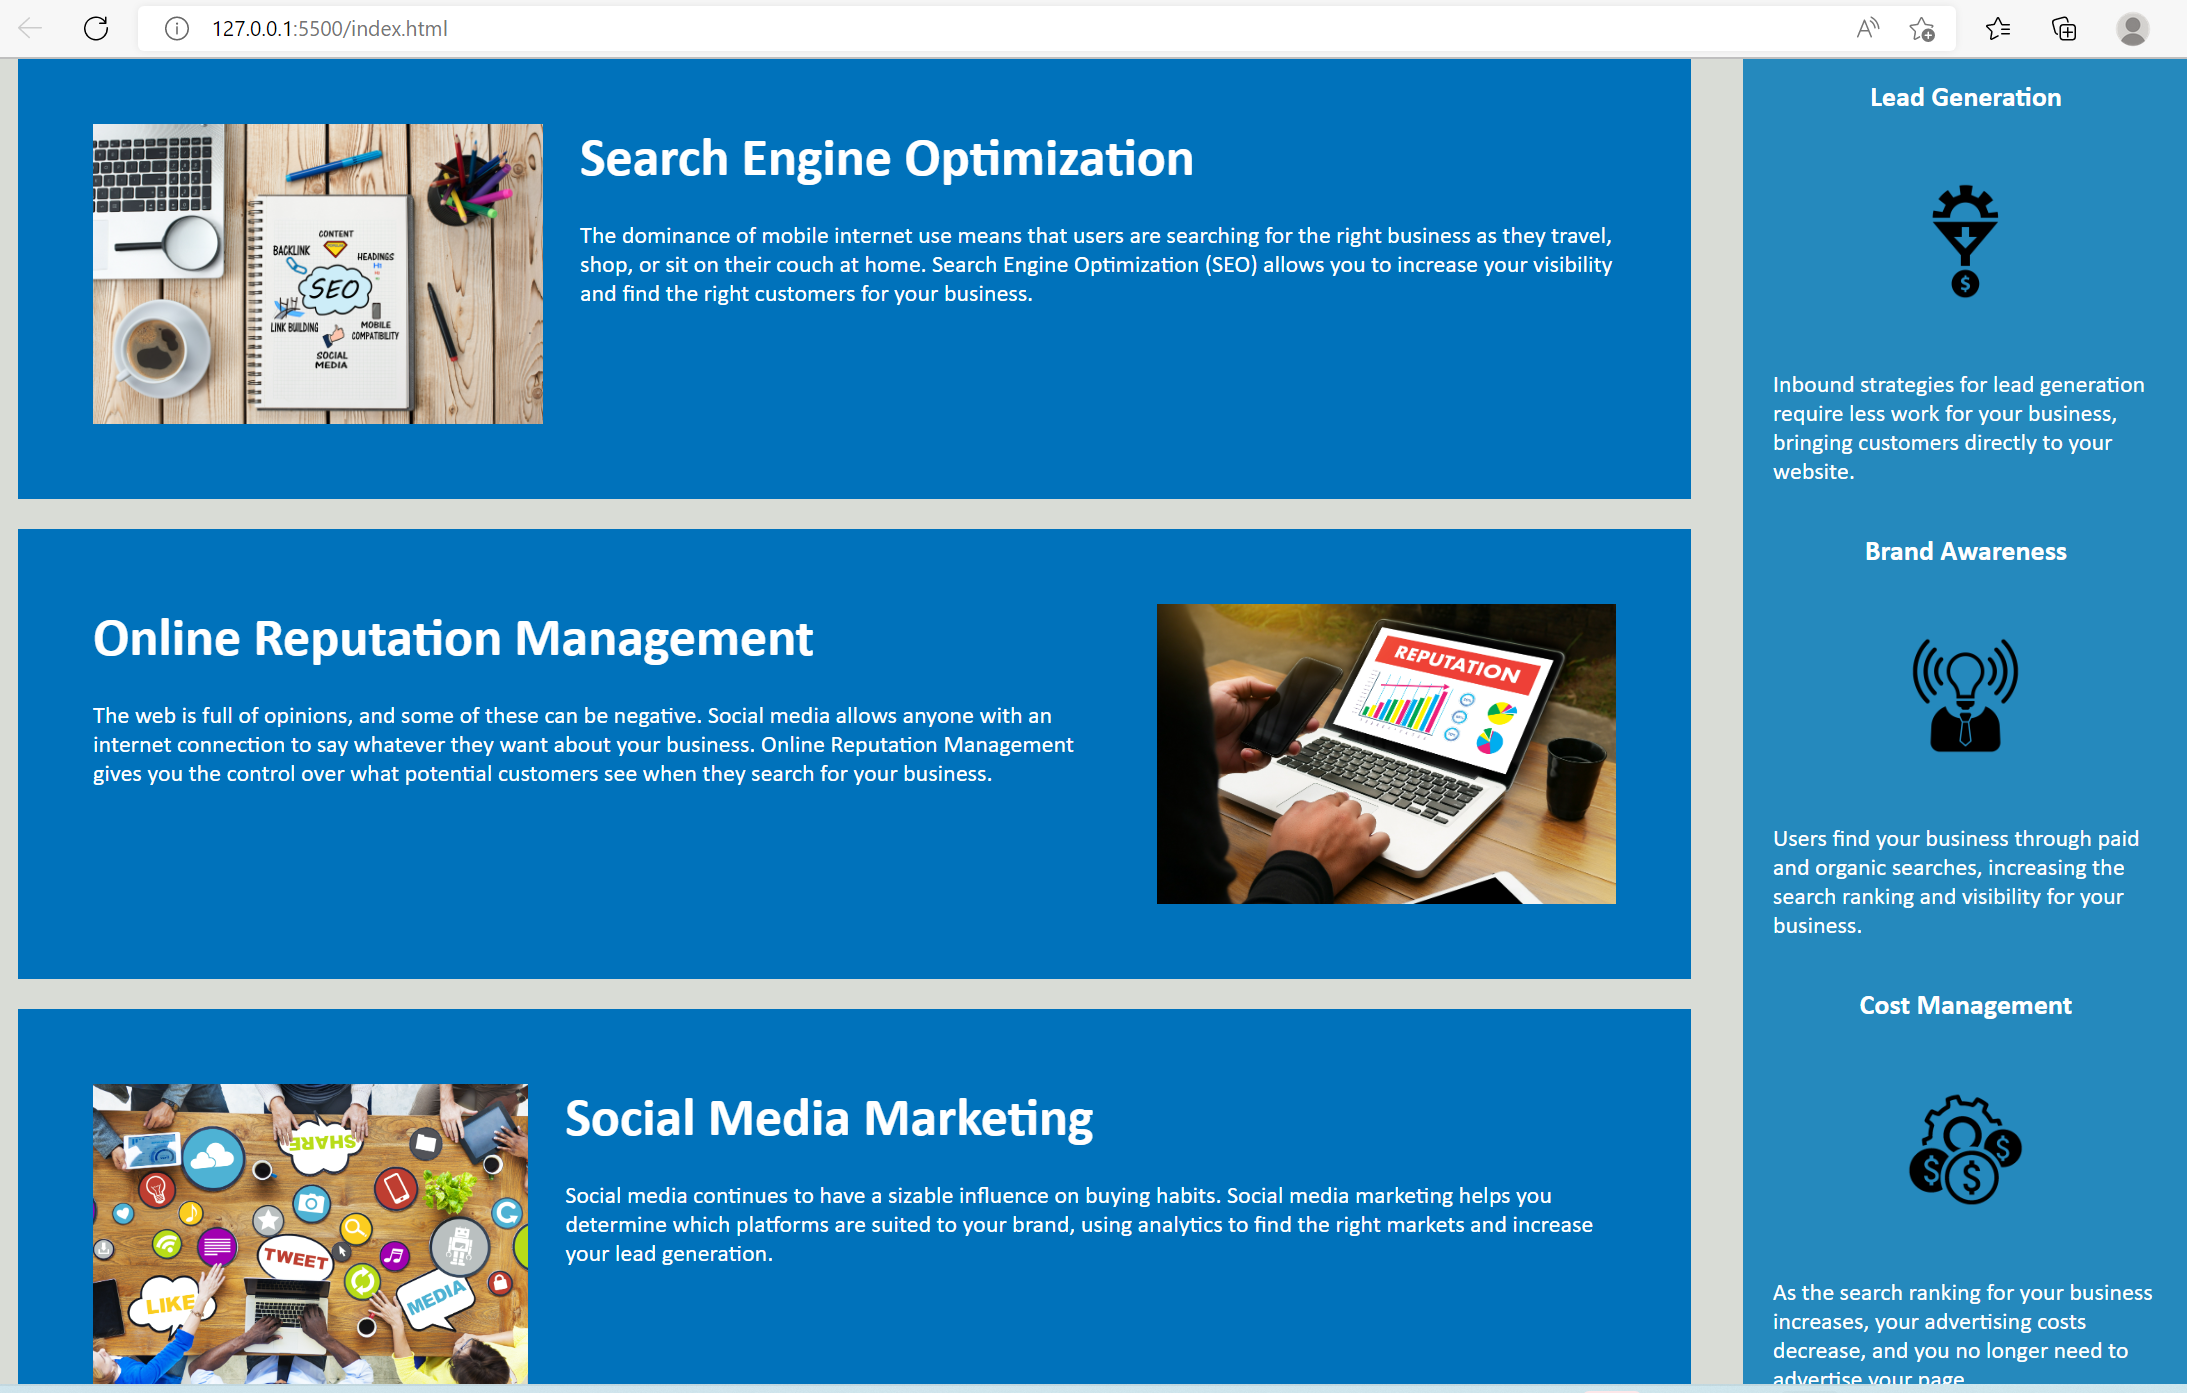 127.0.0.1:5500/index.html
Search Engine Optimization
The dominance of mobile internet use means that users are searching for the right business as they travel,
shop, or sit on their couch at home. Search Engine Optimization (SEO) allows you to increase your visibility
and find the right customers for your business.
CONTENT
BACKLINK
HEADINGS
H1
SEO
LINK BUILDING
MOBILE
COMPATIBILITY
SOCIAL
MEDIA
Online Reputation Management
The web is full of opinions, and some of these can be negative. Social media allows anyone with an
internet connection to say whatever they want about your business. Online Reputation Management
gives you the control over what potential customers see when they search for your business.
REPUTATION
Social Media Marketing
Social media continues to have a sizable influence on buying habits. Social media marketing helps you
determine which platforms are suited to your brand, using analytics to find the right markets and increase
your lead generation.
SHARE
TWEET
LIKE
MEDIA
Lead Generation
$
Inbound strategies for lead generation
require less work for your business,
bringing customers directly to your
website.
Brand Awareness
Users find your business through paid
and organic searches, increasing the
search ranking and visibility for your
business.
Cost Management
$
$
$
As the search ranking for your business
increases, your advertising costs
decrease, and you no longer need to
advertise your page